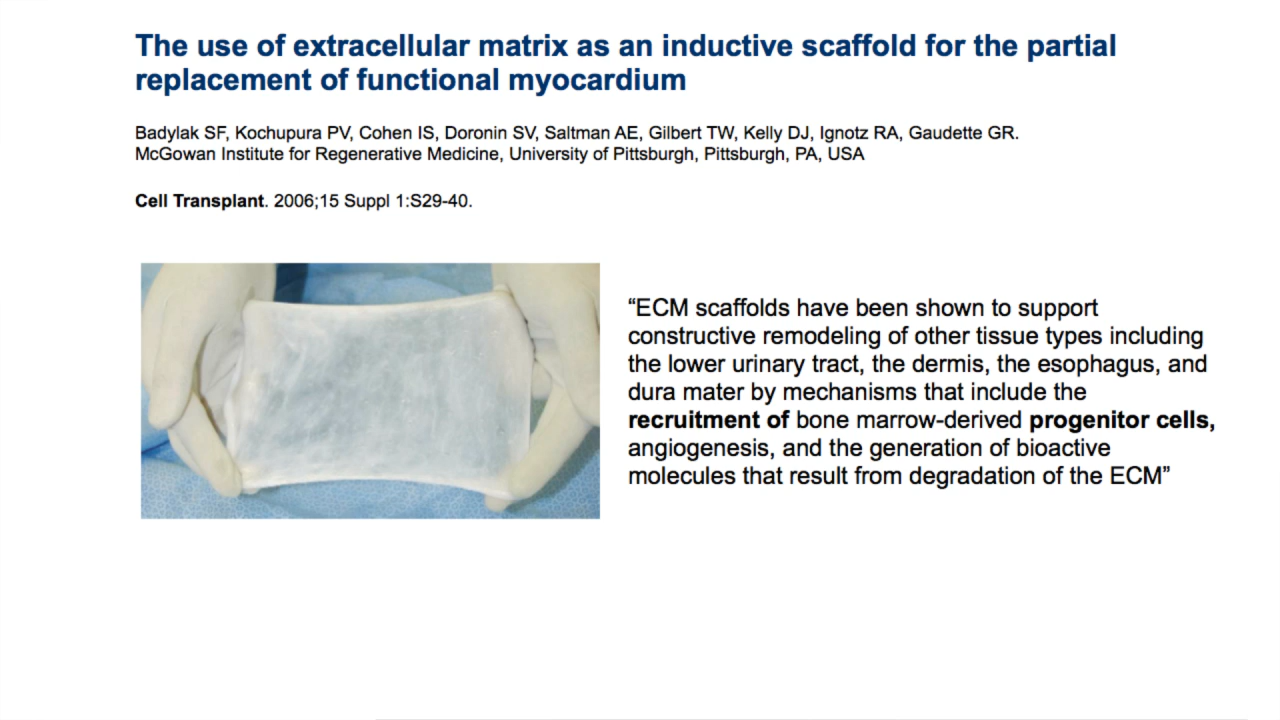 The use of extracellular matrix as an inductive scaffold for the partial
replacement of functional myocardium
Badylak SF, Kochupura PV, Cohen IS, Doronin SV, Saltman AE, Gilbert TW, Kelly DJ, Ignotz RA, Gaudette GR.
McGowan Institute for Regenerative Medicine, University of Pittsburgh, Pittsburgh, PA, USA
Cell Transplant. 2006;15 Suppl 1:S29-40.
“ECM scaffolds have been shown to support
constructive remodeling of other tissue types including
the lower urinary tract, the dermis, the esophagus, and
dura mater by mechanisms that include the
recruitment of bone marrow-derived progenitor cells,
angiogenesis, and the generation of bioactive
molecules that result from degradation of the ECM”